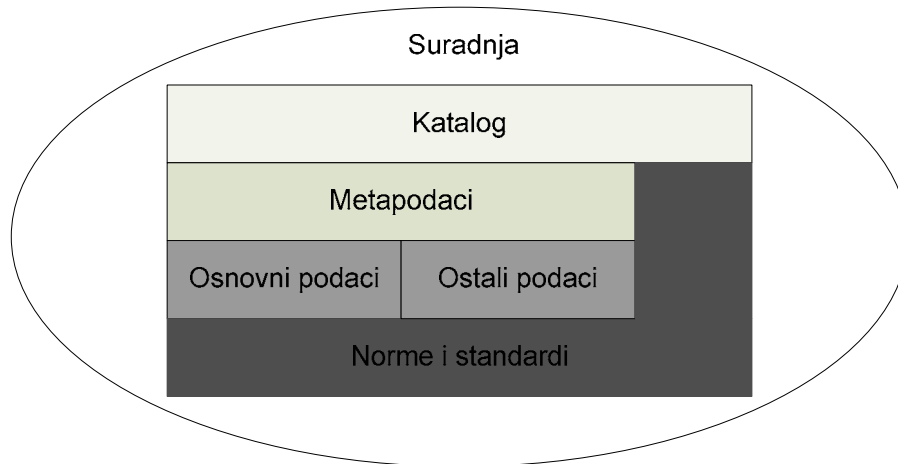 Suradnja
Katalog
Metapodaci
Osnovni podaci
Ostali podaci
Norme i standardi